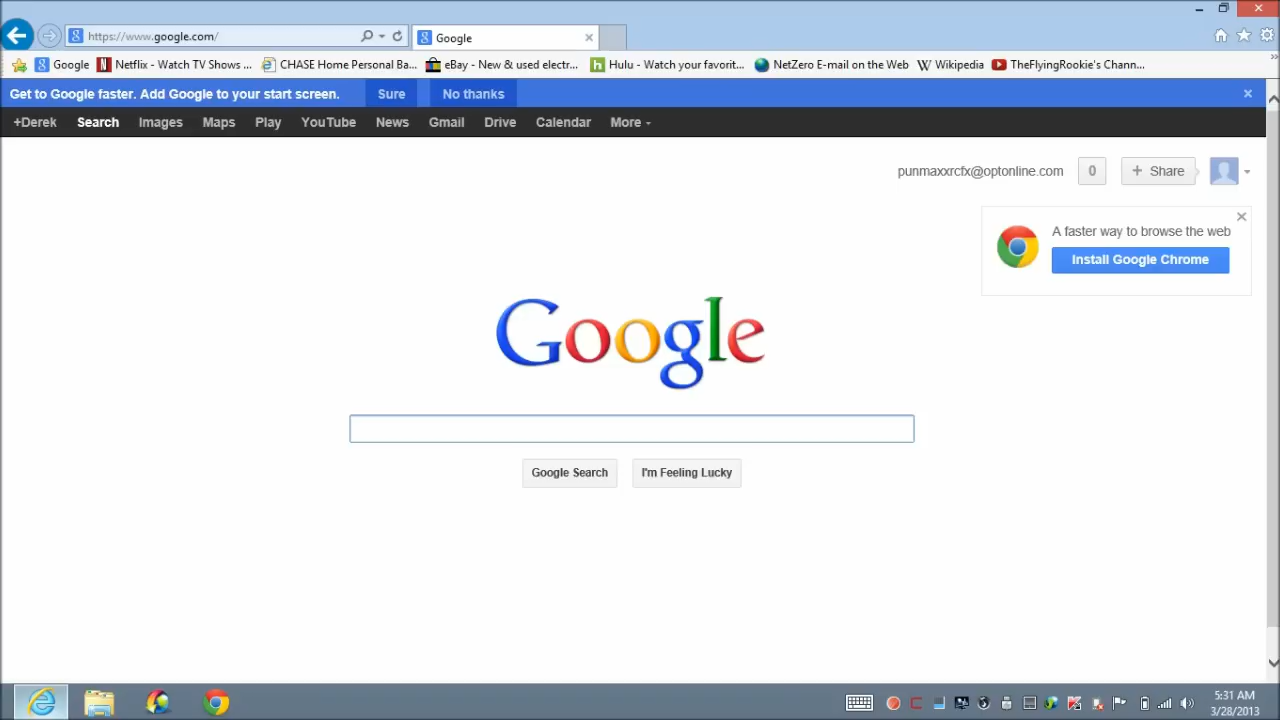 https://www.google.com/
Google
Google
Netflix - Watch TV Shows ...
CHASE Home Personal Ba...
eBay - New & used electr...
Hulu - Watch your favorit...
NetZero E-mail on the Web
W Wikipedia
TheFlyingRookie's Chann...
Get to Google faster. Add Google to your start screen.
Sure
No thanks
+Derek
Search
Images
Maps
Play
YouTube
News
Gmail
Drive
Calendar
More
punmaxxrcfx@optonline.com
0
+ Share
A faster way to browse the web
Install Google Chrome
Google
Google Search
I'm Feeling Lucky
5:31 AM
3/28/2013